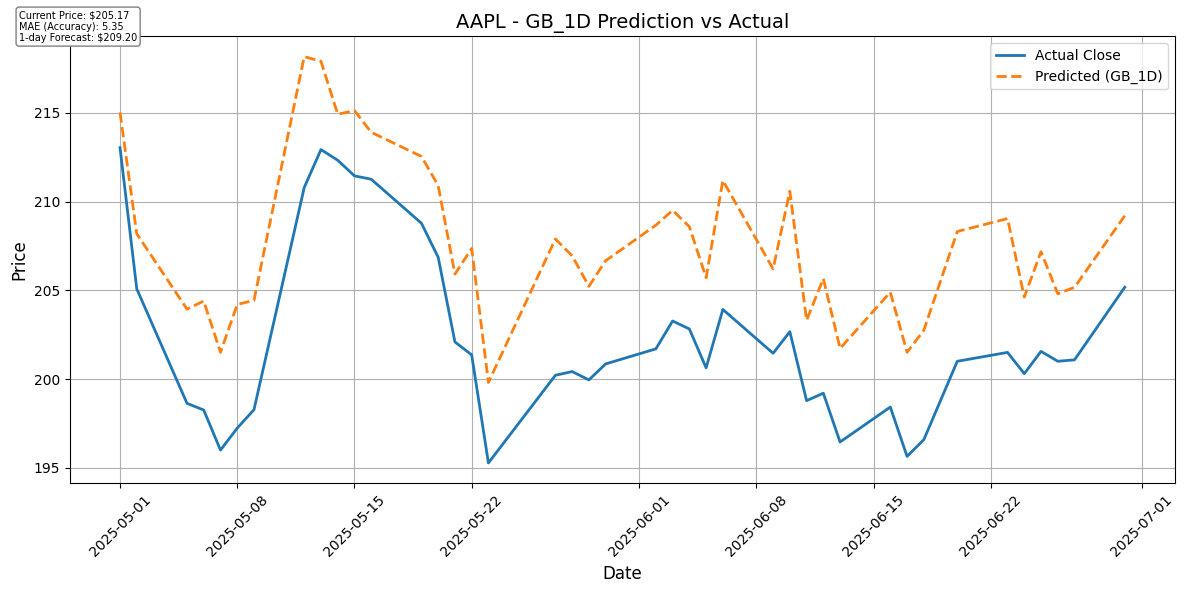 Current Price: $205.17
MAE (Accuracy): 5.35
1-day Forecast: $209.20
AAPL - GB_1D Prediction vs Actual
Actual Close
Predicted (GB_1D)
Price
215
210
205
200
195
2025-05-01
2025-05-08
2025-05-15
2025-05-22
2025-06-01
2025-06-08
2025-06-15
2025-06-22
2025-07-01
Date